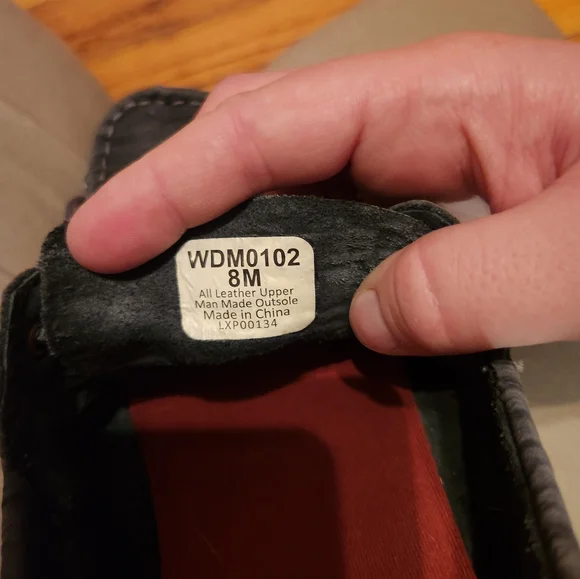 WDM0102
8M
All Leather Upper
Man Made Outsole
Made in China
LXP00134